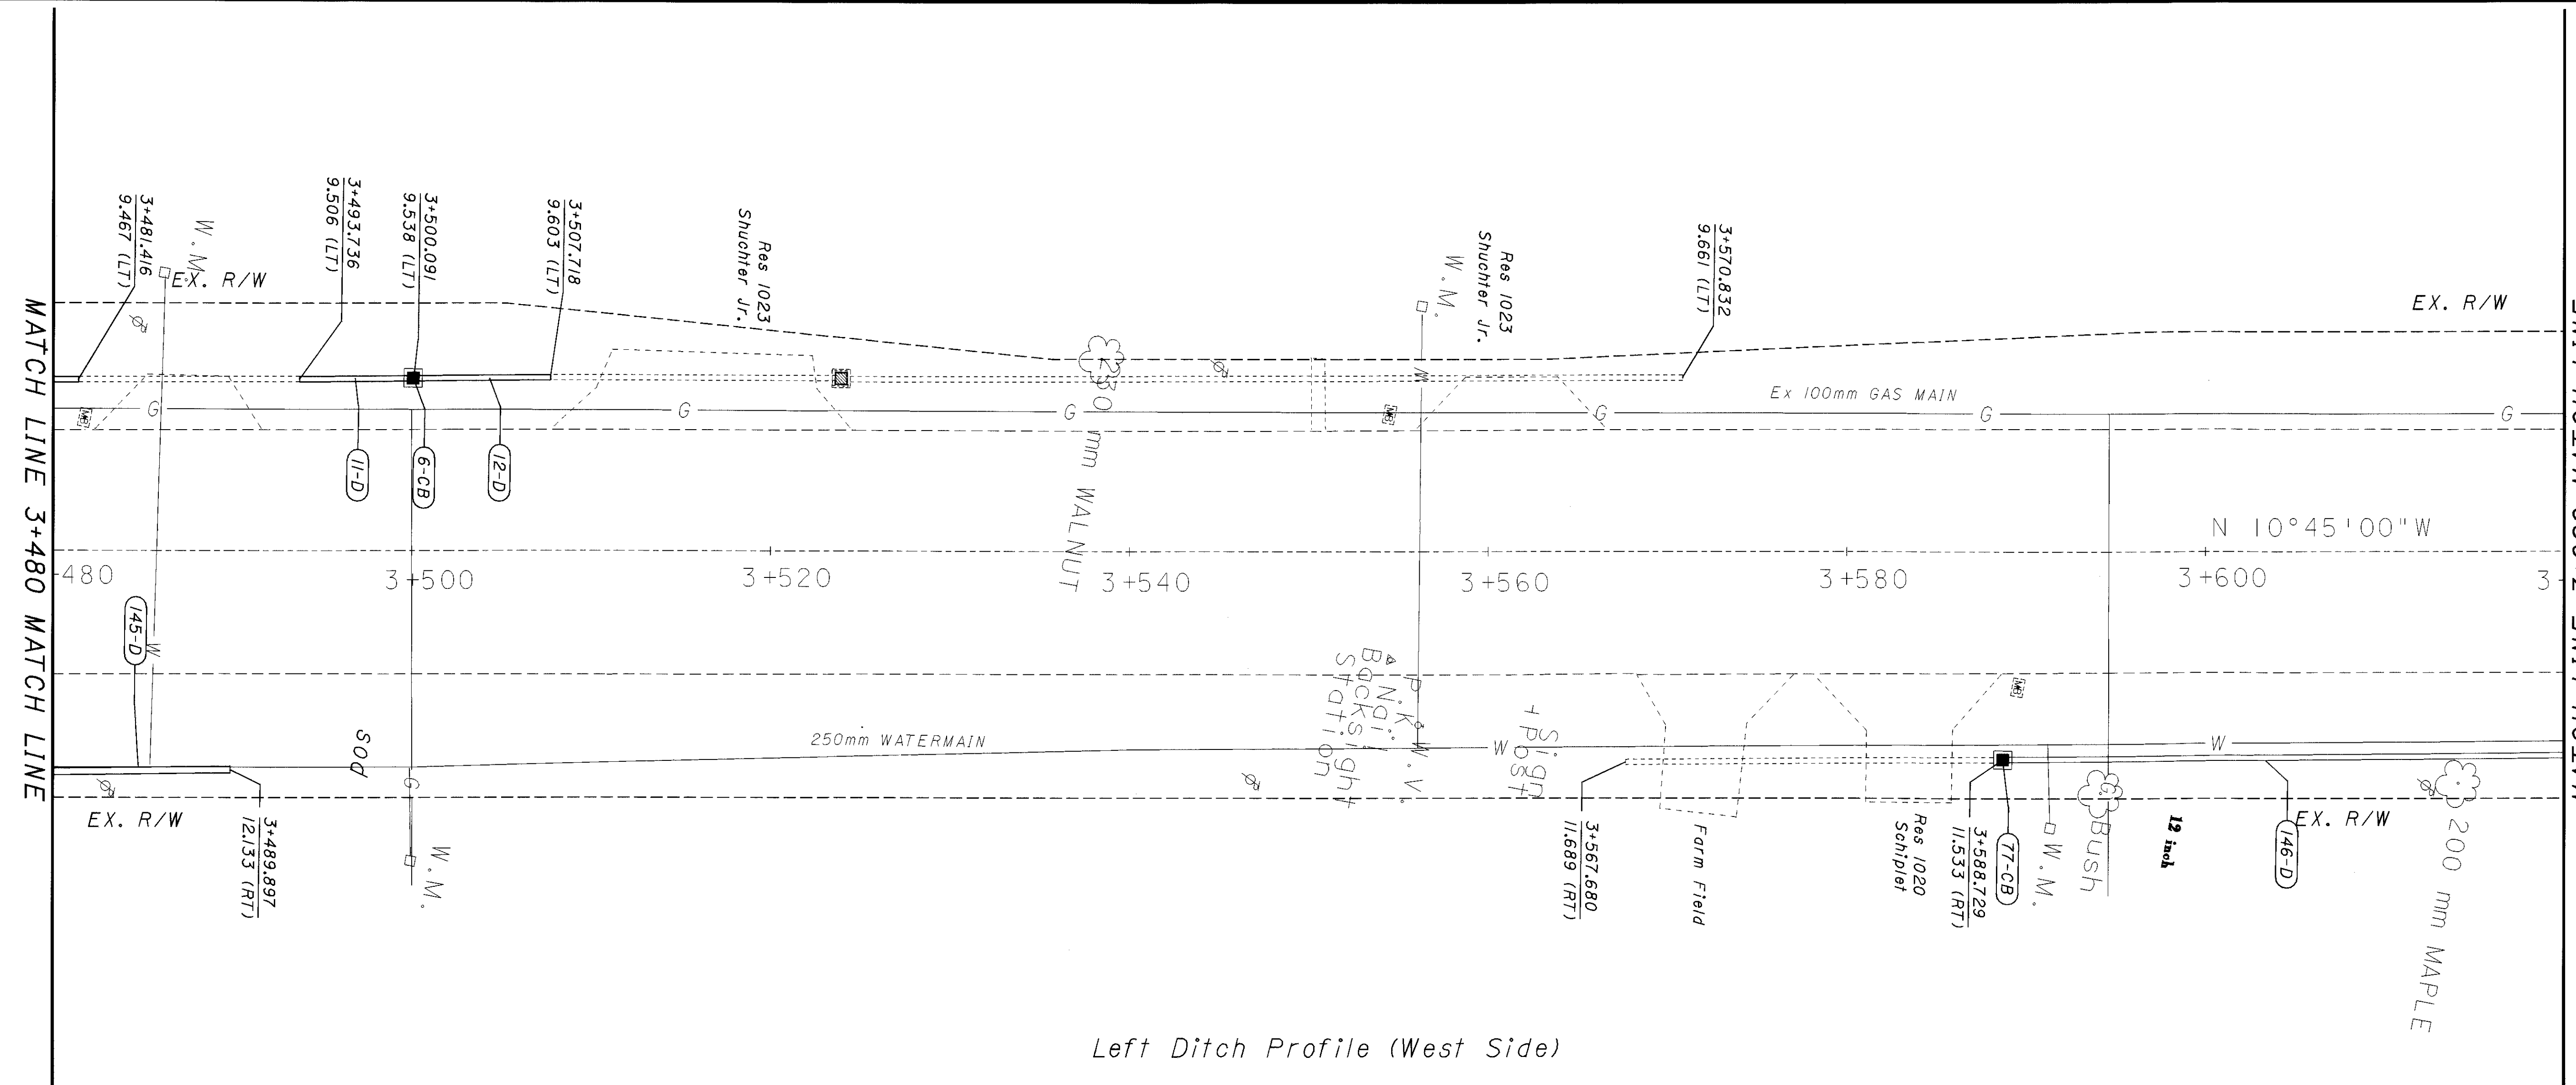 MATCH LINE 3+480 MATCH LINE
3+481.416
9.467 (LT)
W.M.
EX. R/W
3+493.736
9.506 (LT)
3+500.091
9.538 (LT)
3+507.718
9.603 (LT)
Res 1023
Shuchter Jr.
Res 1023
Shuchter Jr.
W.M.
3+570.832
9.661 (LT)
EX. R/W
Ex 100mm GAS MAIN
MB
G
G
G
G
G
G
W
MB
11-D
6-CB
12-D
230 mm WALNUT
N 10°45'00"W
480
3+500
3+520
3+540
3+560
3+580
3+600
3
145-D
W
P.K.
Nail
Backsight
Station
W.V.
Sign
Post
MB
Sod
250mm WATERMAIN
W
W
G
G
EX. R/W
3+489.897
12.133 (RT)
W.M.
3+567.680
11.689 (RT)
Farm Field
Res 1020
Schiplet
3+588.729
11.533 (RT)
77-CB
W.M.
Bush
12 inch
146-D
EX. R/W
200 mm MAPLE
Left Ditch Profile (West Side)